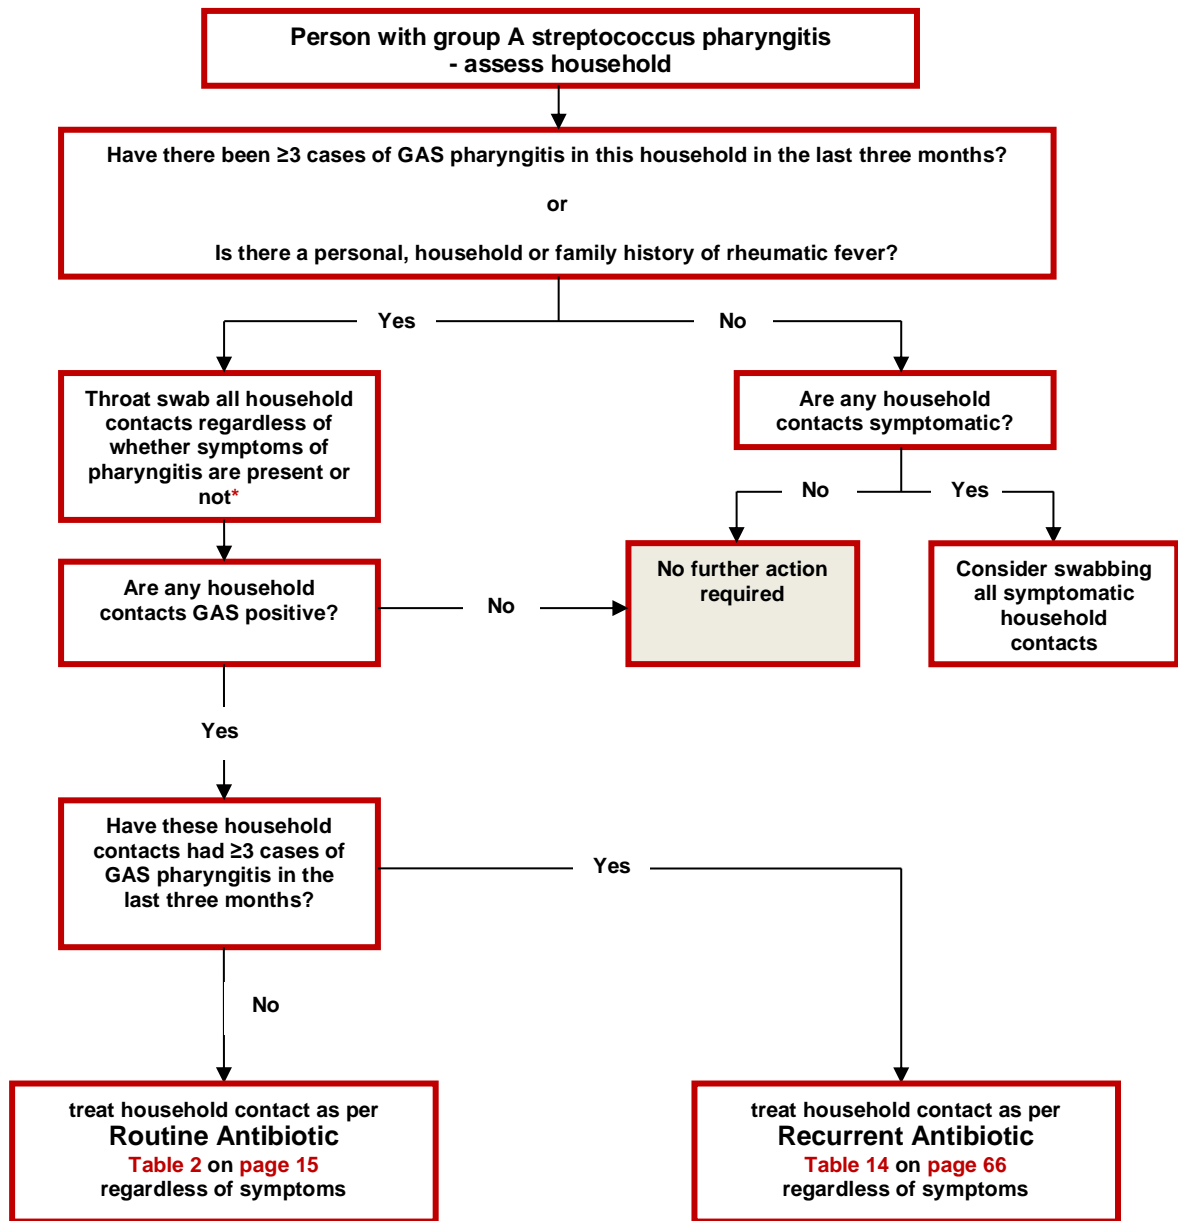 Person with group A streptococcus pharyngitis
- assess household
Have there been ≥3 cases of GAS pharyngitis in this household in the last three months?
or
Is there a personal, household or family history of rheumatic fever?
Yes
No
Throat swab all household
contacts regardless of
whether symptoms of
pharyngitis are present or
not*
Are any household
contacts symptomatic?
No
Yes
Are any household
contacts GAS positive?
No
No further action
required
Consider swabbing
all symptomatic
household
contacts
Yes
Have these household
contacts had ≥3 cases of
GAS pharyngitis in the
last three months?
Yes
No
treat household contact as per
Routine Antibiotic
Table 2 on page 15
regardless of symptoms
treat household contact as per
Recurrent Antibiotic
Table 14 on page 66
regardless of symptoms